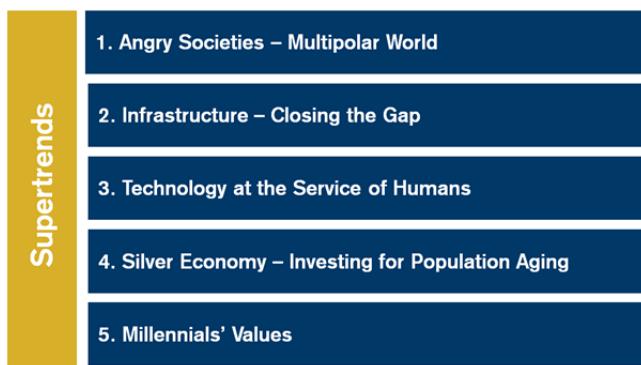 Supertrends
1. Angry Societies – Multipolar World
2. Infrastructure – Closing the Gap
3. Technology at the Service of Humans
4. Silver Economy – Investing for Population Aging
5. Millennials’ Values